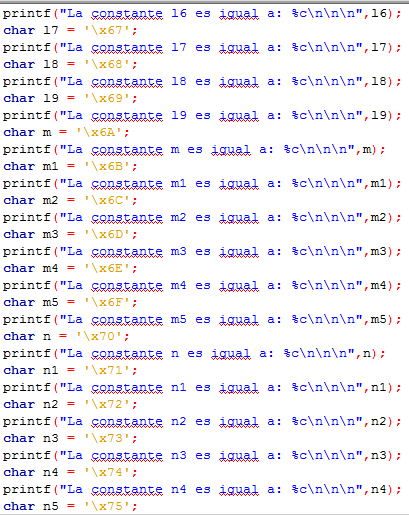 printf("La constante l6 es igual a: %c\n\n\n",l6);
char l7 = '\x67';
printf("La constante l7 es igual a: %c\n\n\n",l7);
char l8 = '\x68';
printf("La constante l8 es igual a: %c\n\n\n",l8);
char l9 = '\x69';
printf("La constante l9 es igual a: %c\n\n\n",l9);
char m = '\x6A';
printf("La constante m es igual a: %c\n\n\n",m);
char m1 = '\x6B';
printf("La constante m1 es igual a: %c\n\n\n",m1);
char m2 = '\x6C';
printf("La constante m2 es igual a: %c\n\n\n",m2);
char m3 = '\x6D';
printf("La constante m3 es igual a: %c\n\n\n",m3);
char m4 = '\x6E';
printf("La constante m4 es igual a: %c\n\n\n",m4);
char m5 = '\x6F';
printf("La constante m5 es igual a: %c\n\n\n",m5);
char n = '\x70';
printf("La constante n es igual a: %c\n\n\n",n);
char n1 = '\x71';
printf("La constante n1 es igual a: %c\n\n\n",n1);
char n2 = '\x72';
printf("La constante n2 es igual a: %c\n\n\n",n2);
char n3 = '\x73';
printf("La constante n3 es igual a: %c\n\n\n",n3);
char n4 = '\x74';
printf("La constante n4 es igual a: %c\n\n\n",n4);
char n5 = '\x75';